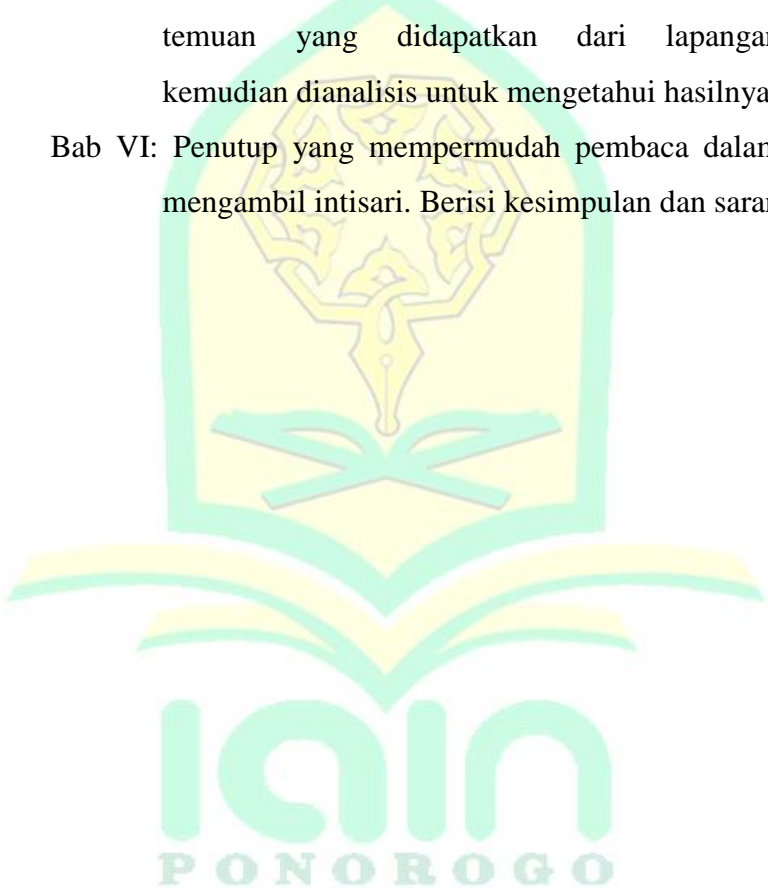 temuan yang didapatkan dari lapangan
kemudian dianalisis untuk mengetahui hasilnya
Bab VI: Penutup yang mempermudah pembaca dalam
mengambil intisari. Berisi kesimpulan dan saran
iain
PONOROGO